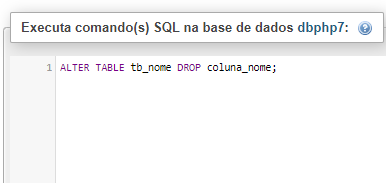 Executa comando(s) SQL na base de dados dbphp7:
1 ALTER TABLE tb_nome DROP coluna_nome;